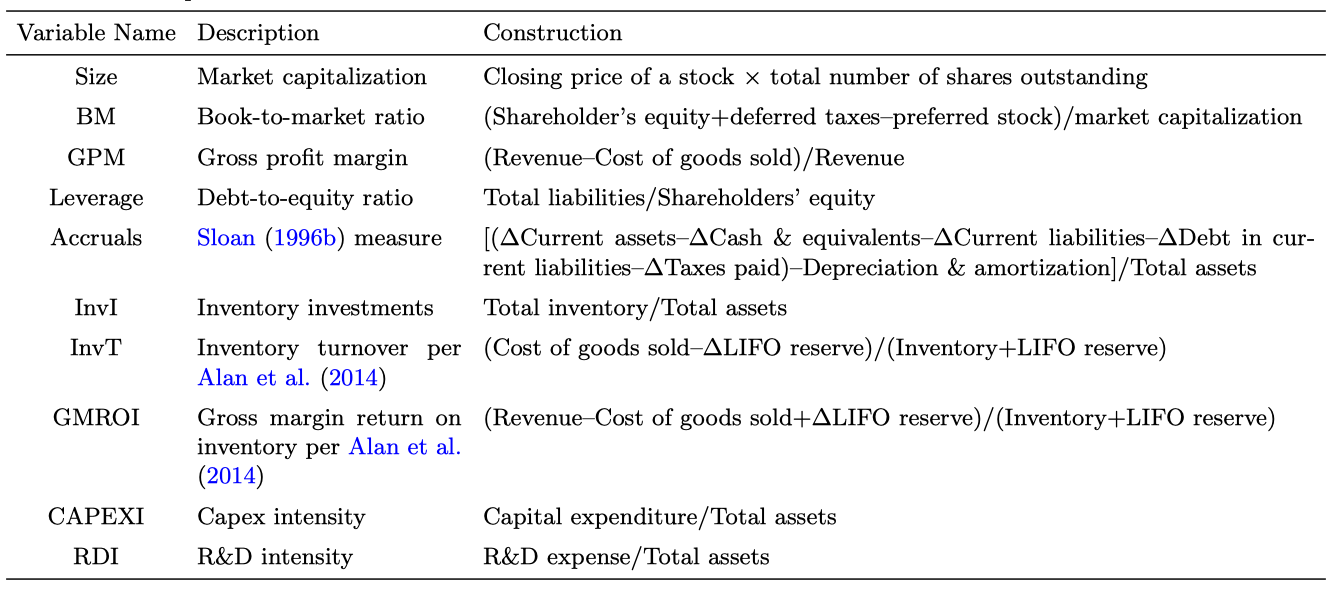 Variable Name Description Construction
Size Market capitalization Closing price of a stock × total number of shares outstanding
BM Book-to-market ratio (Shareholder's equity+deferred taxes–preferred stock)/market capitalization
GPM Gross profit margin (Revenue–Cost of goods sold)/Revenue
Leverage Debt-to-equity ratio Total liabilities/Shareholders' equity
Accruals Sloan (1996b) measure [(ΔCurrent assets–ΔCash & equivalents–ΔCurrent liabilities–ΔDebt in cur-
rent liabilities–ΔTaxes paid)–Depreciation & amortization]/Total assets
InvI Inventory investments Total inventory/Total assets
InvT Inventory turnover per (Cost of goods sold–ΔLIFO reserve)/(Inventory+LIFO reserve)
Alan et al. (2014)
GMROI Gross margin return on (Revenue–Cost of goods sold+ΔLIFO reserve)/(Inventory+LIFO reserve)
inventory per Alan et al.
(2014)
CAPEXI Capex intensity Capital expenditure/Total assets
RDI R&D intensity R&D expense/Total assets